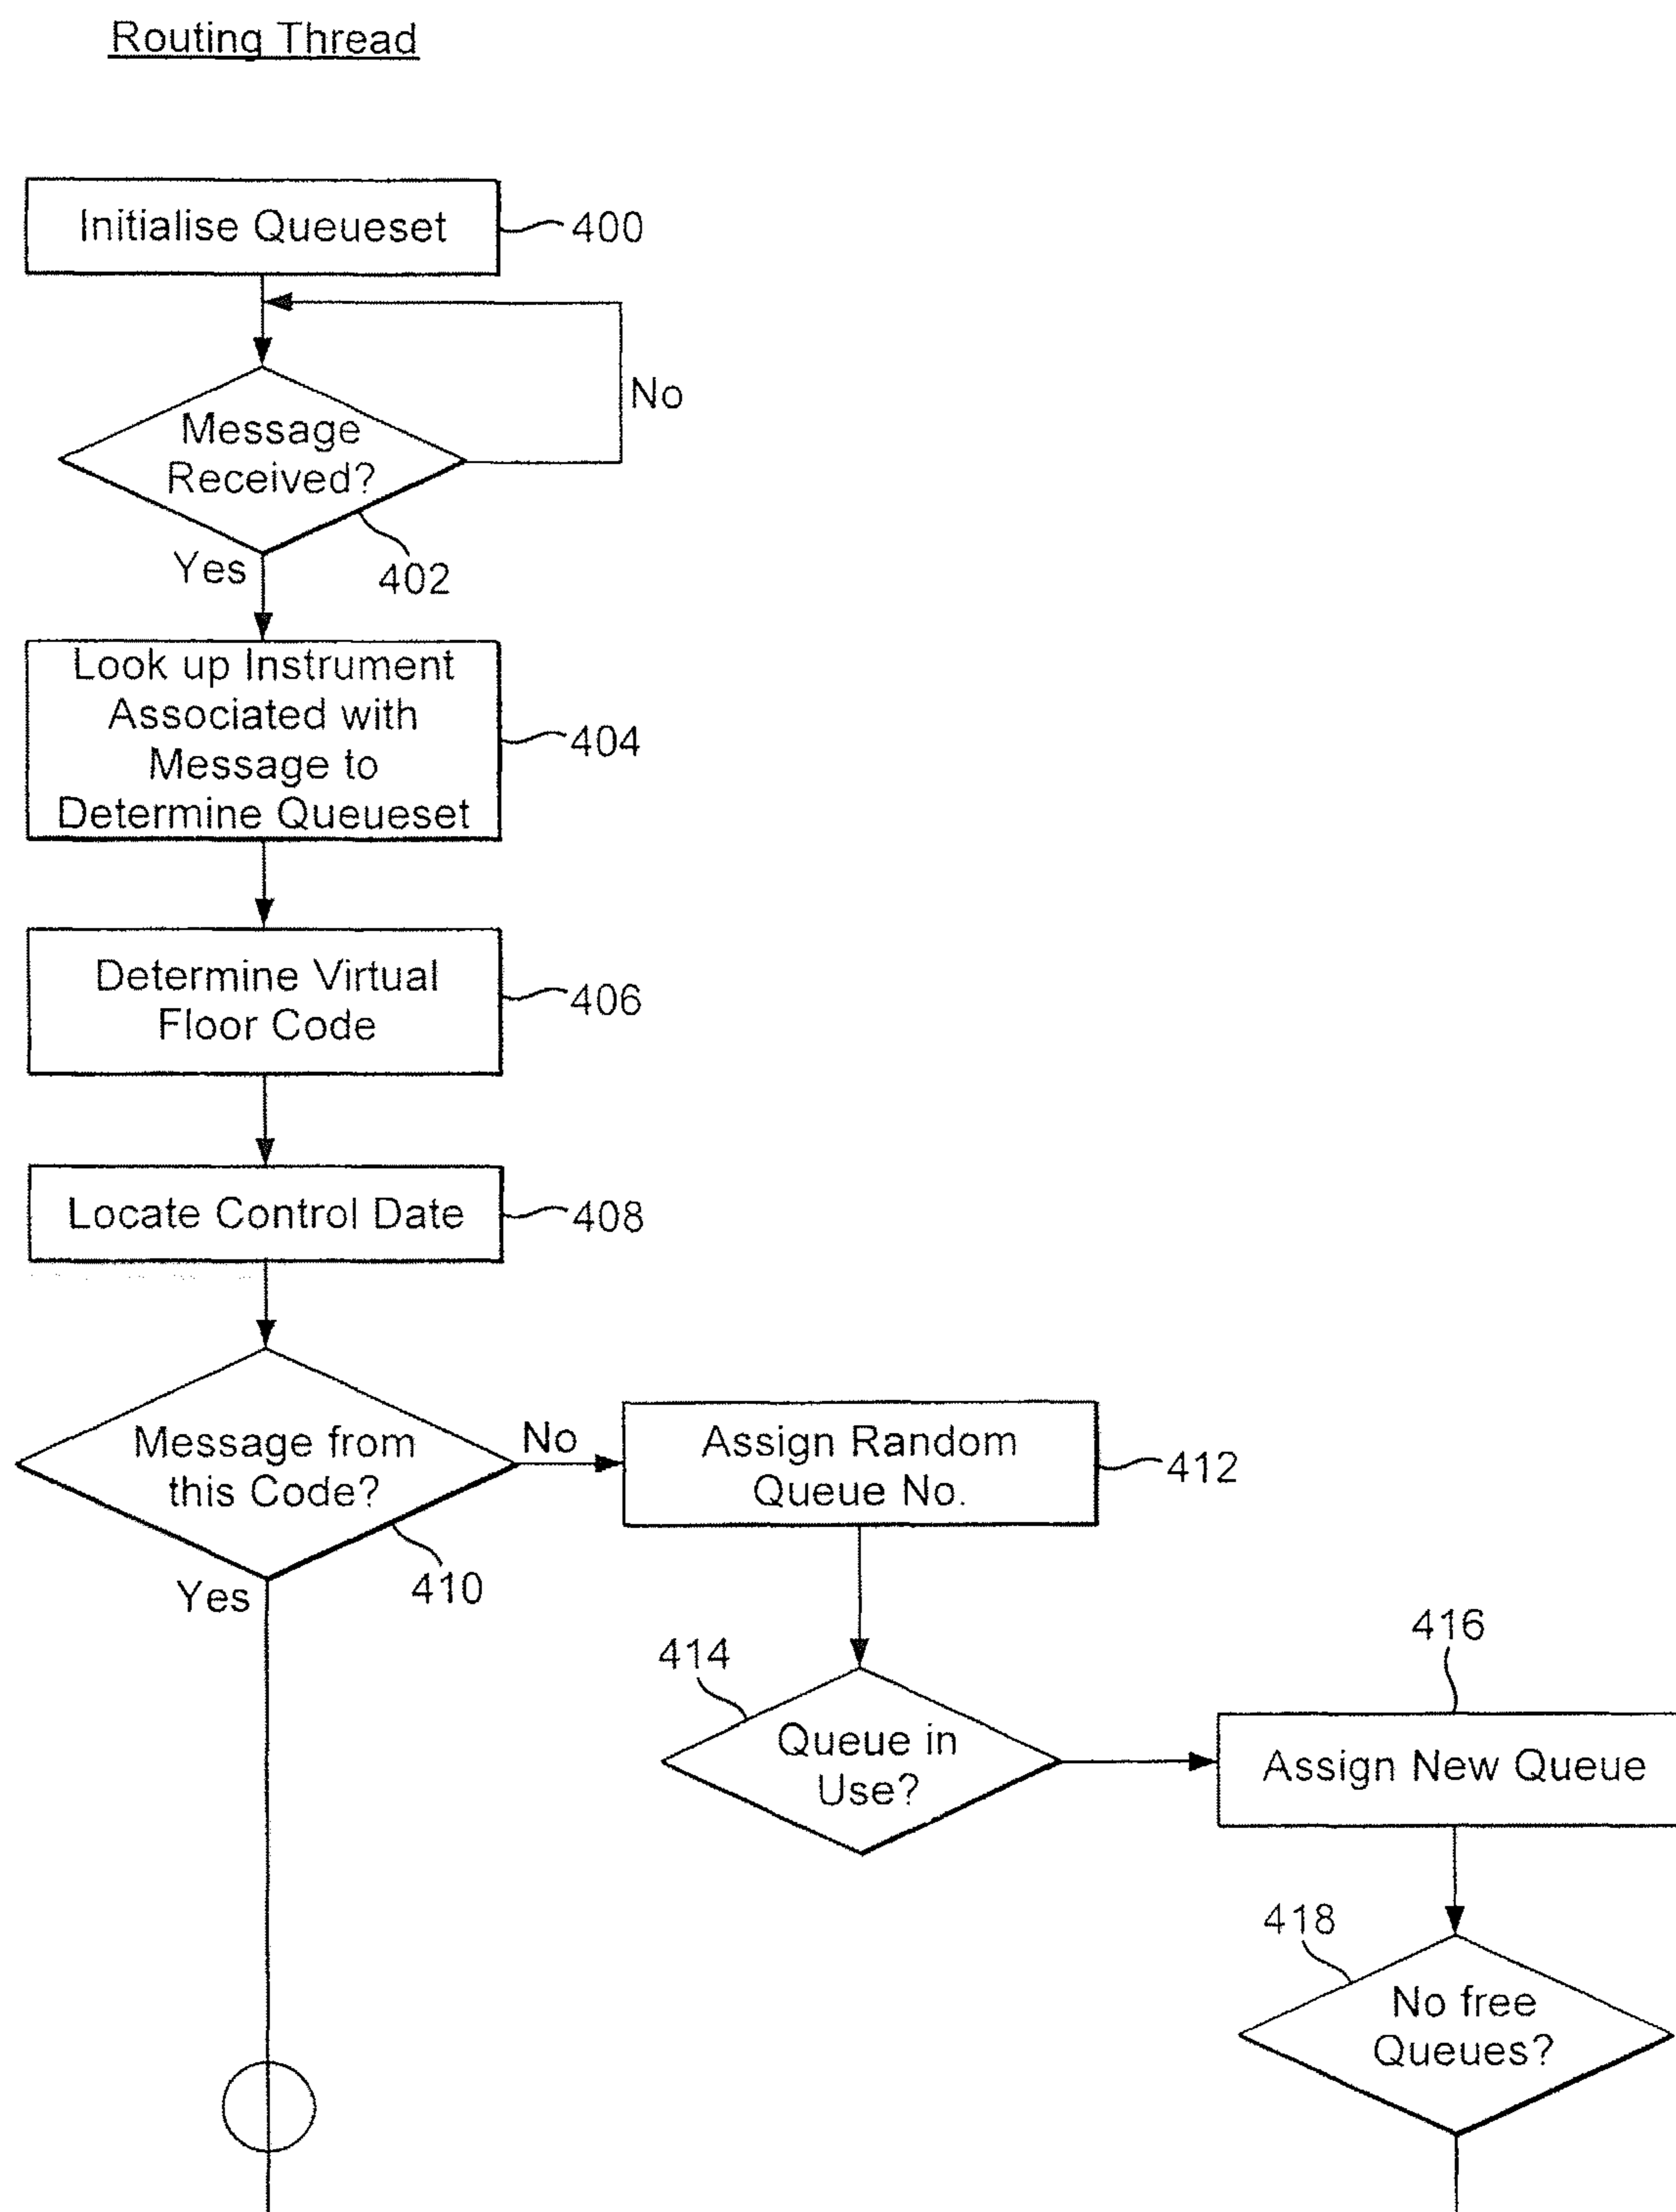 Routing Thread
Initialise Queueset
400
No
Message
Received?
Yes
402
Look up Instrument
Associated with
Message to
Determine Queueset
404
Determine Virtual
Floor Code
406
Locate Control Date
408
Message from
this Code?
No
Assign Random
Queue No.
412
Yes
410
414
416
Queue in
Use?
Assign New Queue
418
No free
Queues?